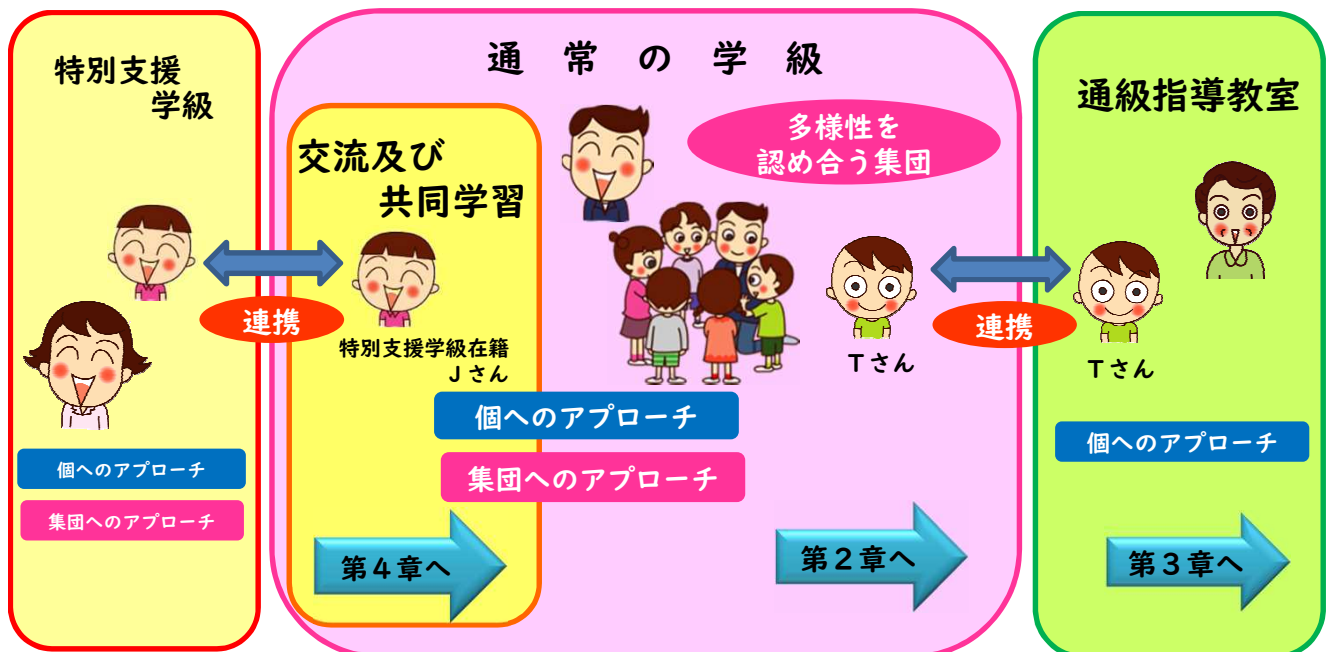 特別支援
学級
連携
個へのアプローチ
集団へのアプローチ
通常の学級
交流及び
共同学習
多様性を
認め合う集団
特別支援学級在籍
Jさん
Tさん
個へのアプローチ
集団へのアプローチ
第4章へ
第2章へ
連携
通級指導教室
Tさん
個へのアプローチ
第3章へ